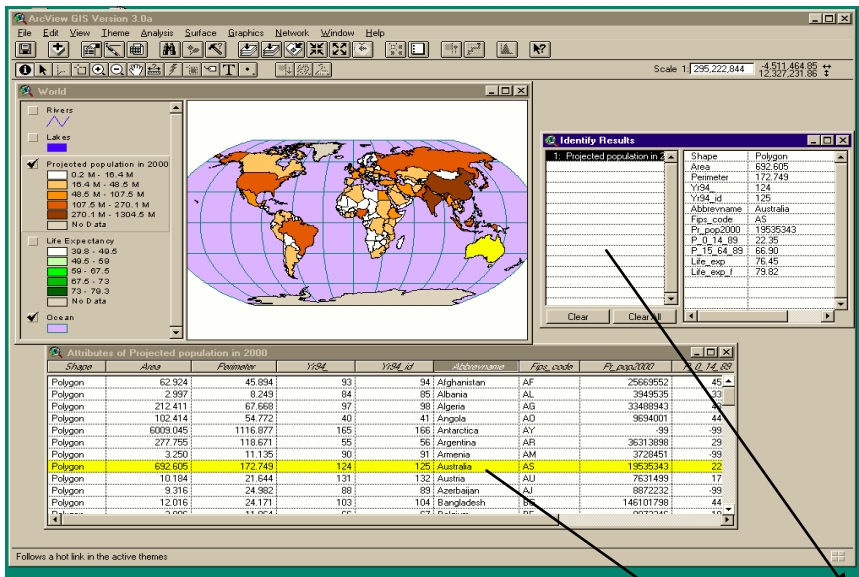 ArcView GIS Version 3.0a
File Edit View Theme Analysis Surface Graphics Network Window Help
Scale 1: 295,222,844 -4,511,464.85
12,327,231.86
World
Rivers
Lakes
Projected population in 2000
0.2 M - 16.4 M
16.4 M - 48.5 M
48.5 M - 107.5 M
107.5 M - 270.1 M
270.1 M - 1304.5 M
No Data
Life Expectancy
39.8 - 49.5
49.5 - 59
59 - 67.5
67.5 - 73
73 - 79.3
No Data
Ocean
Identify Results
1: Projected population in 2
Shape Polygon
Area 692.605
Perimeter 172.749
Yr94_ 124
Yr94_id 125
Abbrevname Australia
Fips_code AS
Pr_pop2000 19535343
P_0_14_89 22.35
P_15_64_89 66.90
Life_exp 76.45
Life_exp_f 79.82
Clear Clear All
Attributes of Projected population in 2000
Shape Area Perimeter Yr94_ Yr94_id Abbrevname Fips_code Pr_pop2000 P_0_14_89
Polygon 62.924 45.894 93 94 Afghanistan AF 25669552 45
Polygon 2.997 8.249 84 85 Albania AL 3949535 33
Polygon 212.411 67.668 97 98 Algeria AG 33488943
Polygon 102.414 54.772 40 41 Angola AO 9694001 44
Polygon 6009.045 1116.877 165 166 Antarctica AY -99 -99
Polygon 277.755 118.671 55 56 Argentina AR 36313898 29
Polygon 3.250 11.135 90 91 Armenia AM 3728451 -99
Polygon 692.605 172.749 124 125 Australia AS 19535343 22
Polygon 10.184 21.644 131 132 Austria AU 7631499 17
Polygon 9.316 24.982 88 89 Azerbaijan AJ 8872232 -99
Polygon 12.016 24.171 103 104 Bangladesh BG 146101798 44
Follows a hot link in the active themes